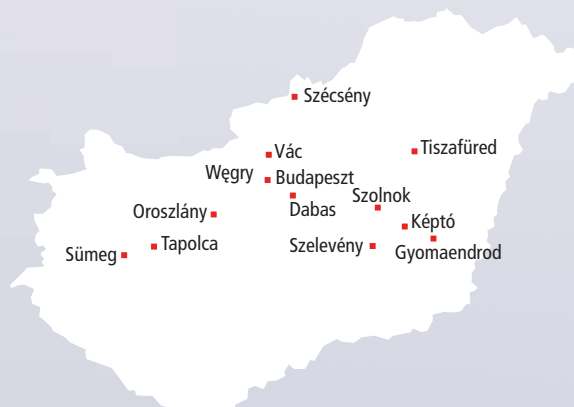 Szécsény
Vác
Tiszafüred
Węgry
Budapeszt
Szolnok
Dabas
Oroszlány
Képtó
Sümeg
Tapolca
Szelevény
Gyomaendrod